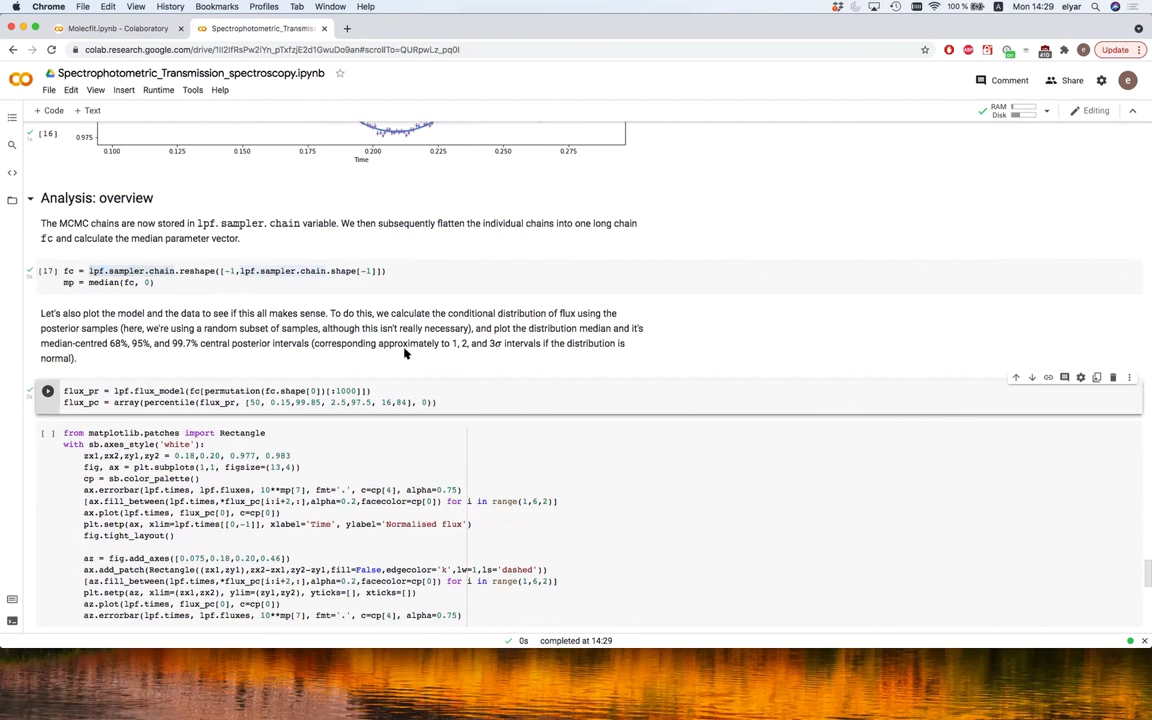 Chrome File Edit View History Bookmarks Profiles Tab Window Help 100 % Mon 14:29 elyar
Molecfit.ipynb - Colaboratory Spectrophotometric_Transmiss
colab.research.google.com/drive/
Update
Spectrophotometric_Transmission_spectroscopy.ipynb
Comment Share
File Edit View Insert Runtime Tools Help
+ Code + Text RAM Disk Editing
[16]
0.975
0.100 0.125 0.150 0.175 0.200 0.225 0.250 0.275
Time
Analysis: overview
The MCMC chains are now stored in lpf.sampler.chain variable. We then subsequently flatten the individual chains into one long chain
fc and calculate the median parameter vector.
[17] fc = lpf.sampler.chain.reshape([-1,lpf.sampler.chain.shape[-1]])
mp = median(fc, 0)
Let's also plot the model and the data to see if this all makes sense. To do this, we calculate the conditional distribution of flux using the
posterior samples (here, we're using a random subset of samples, although this isn't really necessary), and plot the distribution median and it's
median-centred 68%, 95%, and 99.7% central posterior intervals (corresponding approximately to 1, 2, and 3σ intervals if the distribution is
normal).
flux_pr = lpf.flux_model(fc[permutation(fc.shape[0])[:1000]])
flux_pc = array(percentile(flux_pr, [50, 0.15,99.85, 2.5,97.5, 16,84], 0))
[ ] from matplotlib.patches import Rectangle
with sb.axes_style('white'):
zx1,zx2,zy1,zy2 = 0.18,0.20, 0.977, 0.983
fig, ax = plt.subplots(1,1, figsize=(13,4))
cp = sb.color_palette()
ax.errorbar(lpf.times, lpf.fluxes, 10**mp[7], fmt='.', c=cp[4], alpha=0.75)
[ax.fill_between(lpf.times,*flux_pc[i:i+2,:],alpha=0.2,facecolor=cp[0]) for i in range(1,6,2)]
ax.plot(lpf.times, flux_pc[0], c=cp[0])
plt.setp(ax, xlim=lpf.times[[0,-1]], xlabel='Time', ylabel='Normalised flux')
fig.tight_layout()
az = fig.add_axes([0.075,0.18,0.20,0.46])
ax.add_patch(Rectangle((zx1,zy1),zx2-zx1,zy2-zy1,fill=False,edgecolor='k',lw=1,ls='dashed'))
[az.fill_between(lpf.times,*flux_pc[i:i+2,:],alpha=0.2,facecolor=cp[0]) for i in range(1,6,2)]
plt.setp(az, xlim=(zx1,zx2), ylim=(zy1,zy2), yticks=[], xticks=[])
az.plot(lpf.times, flux_pc[0], c=cp[0])
az.errorbar(lpf.times, lpf.fluxes, 10**mp[7], fmt='.', c=cp[4], alpha=0.75)
0s completed at 14:29